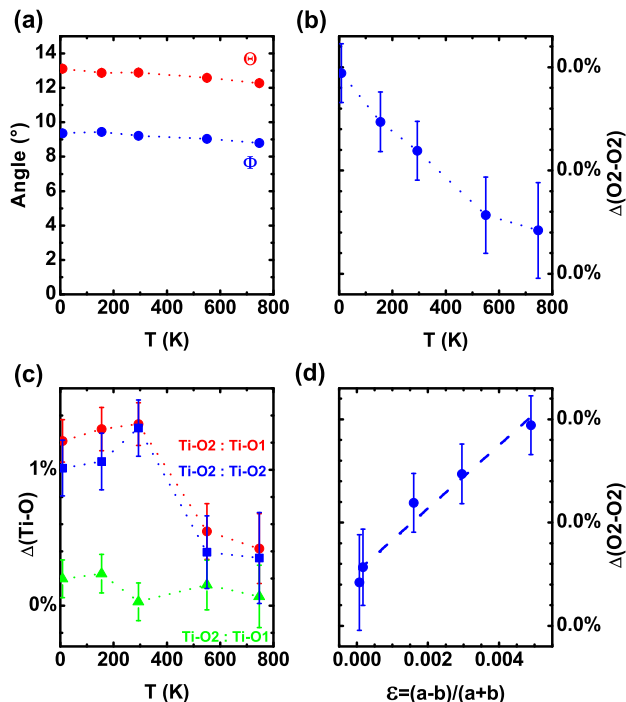 (a)
Angle (°)
14
12
10
8
6
4
2
0
Θ
Φ
0 200 400 600 800
T (K)
(b)
0.0%
0.0%
0.0%
Δ(O2-O2)
0 200 400 600 800
T (K)
(c)
Δ(Ti-O)
1%
0%
Ti-O2 : Ti-O1
Ti-O2 : Ti-O2
Ti-O2 : Ti-O1
0 200 400 600 800
T (K)
(d)
0.0%
0.0%
0.0%
Δ(O2-O2)
0.000 0.002 0.004
ε=(a-b)/(a+b)